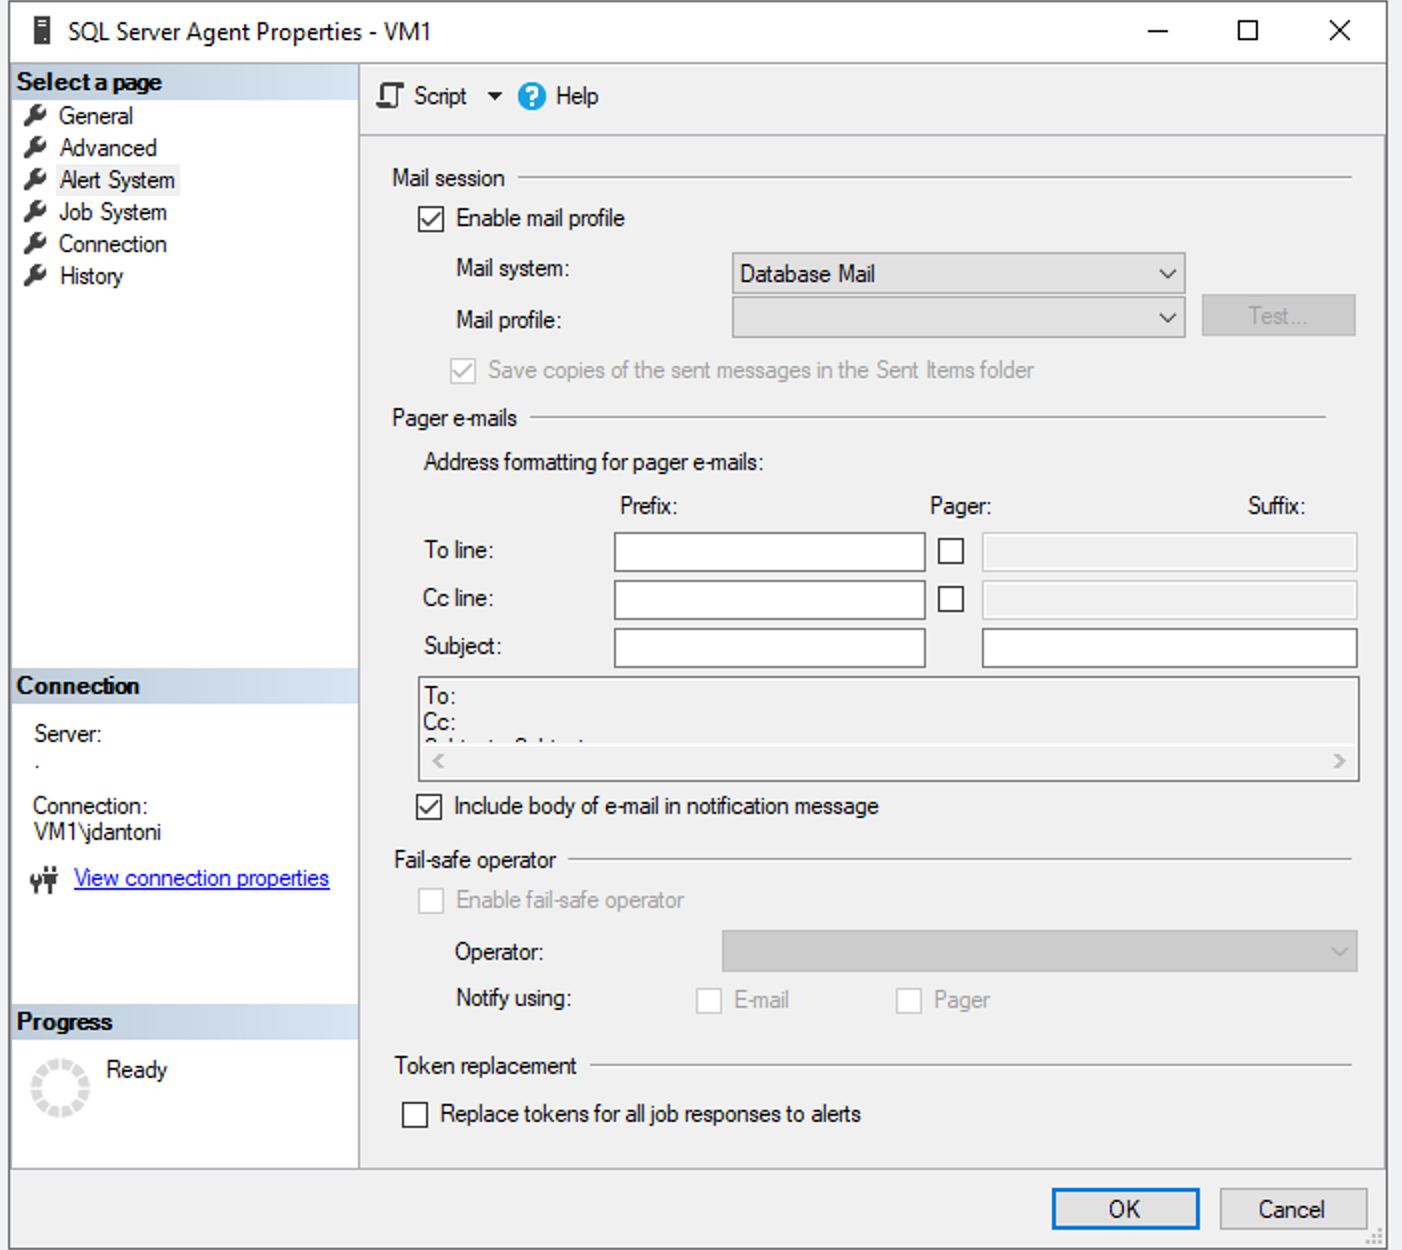 SQL Server Agent Properties - VM1
Select a page
General
Advanced
Alert System
Job System
Connection
History
Script
Help
Mail session
Enable mail profile
Mail system: Database Mail
Mail profile: Test...
Save copies of the sent messages in the Sent Items folder
Pager e-mails
Address formatting for pager e-mails:
Prefix: Pager: Suffix:
To line:
Cc line:
Subject:
To:
Cc:
Include body of e-mail in notification message
Fail-safe operator
Enable fail-safe operator
Operator:
Notify using: E-mail Pager
Token replacement
Replace tokens for all job responses to alerts
Connection
Server:
.
Connection:
VM1\jdantoni
View connection properties
Progress
Ready
OK Cancel